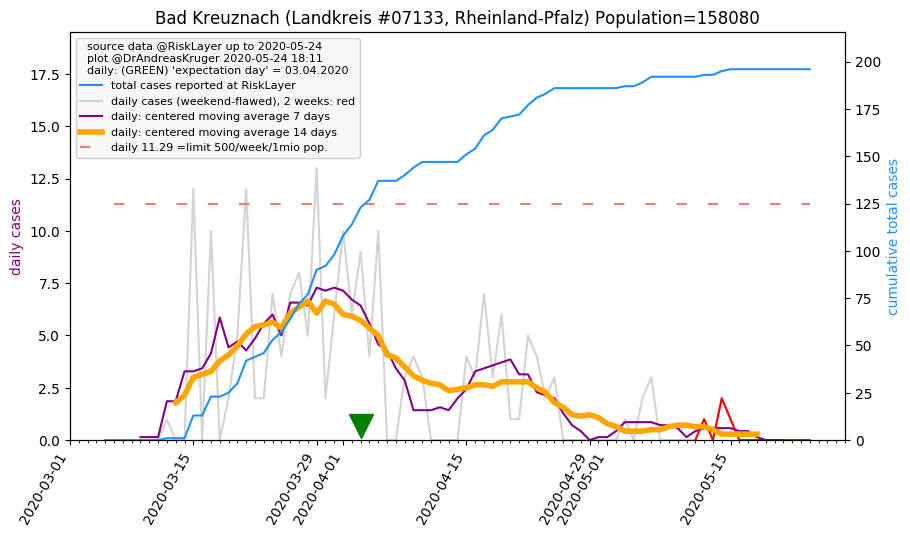 Bad Kreuznach (Landkreis #07133, Rheinland-Pfalz) Population=158080
source data @RiskLayer up to 2020-05-24
plot @DrAndreasKruger 2020-05-24 18:11
daily: (GREEN) 'expectation day' = 03.04.2020
total cases reported at RiskLayer
daily cases (weekend-flawed), 2 weeks: red
daily: centered moving average 7 days
daily: centered moving average 14 days
daily 11.29 =limit 500/week/1mio pop.
daily cases
17.5
15.0
12.5
10.0
7.5
5.0
2.5
0.0
cumulative total cases
200
175
150
125
100
75
50
25
0
2020-03-01
2020-03-15
2020-03-29
2020-04-01
2020-04-15
2020-04-29
2020-05-01
2020-05-15